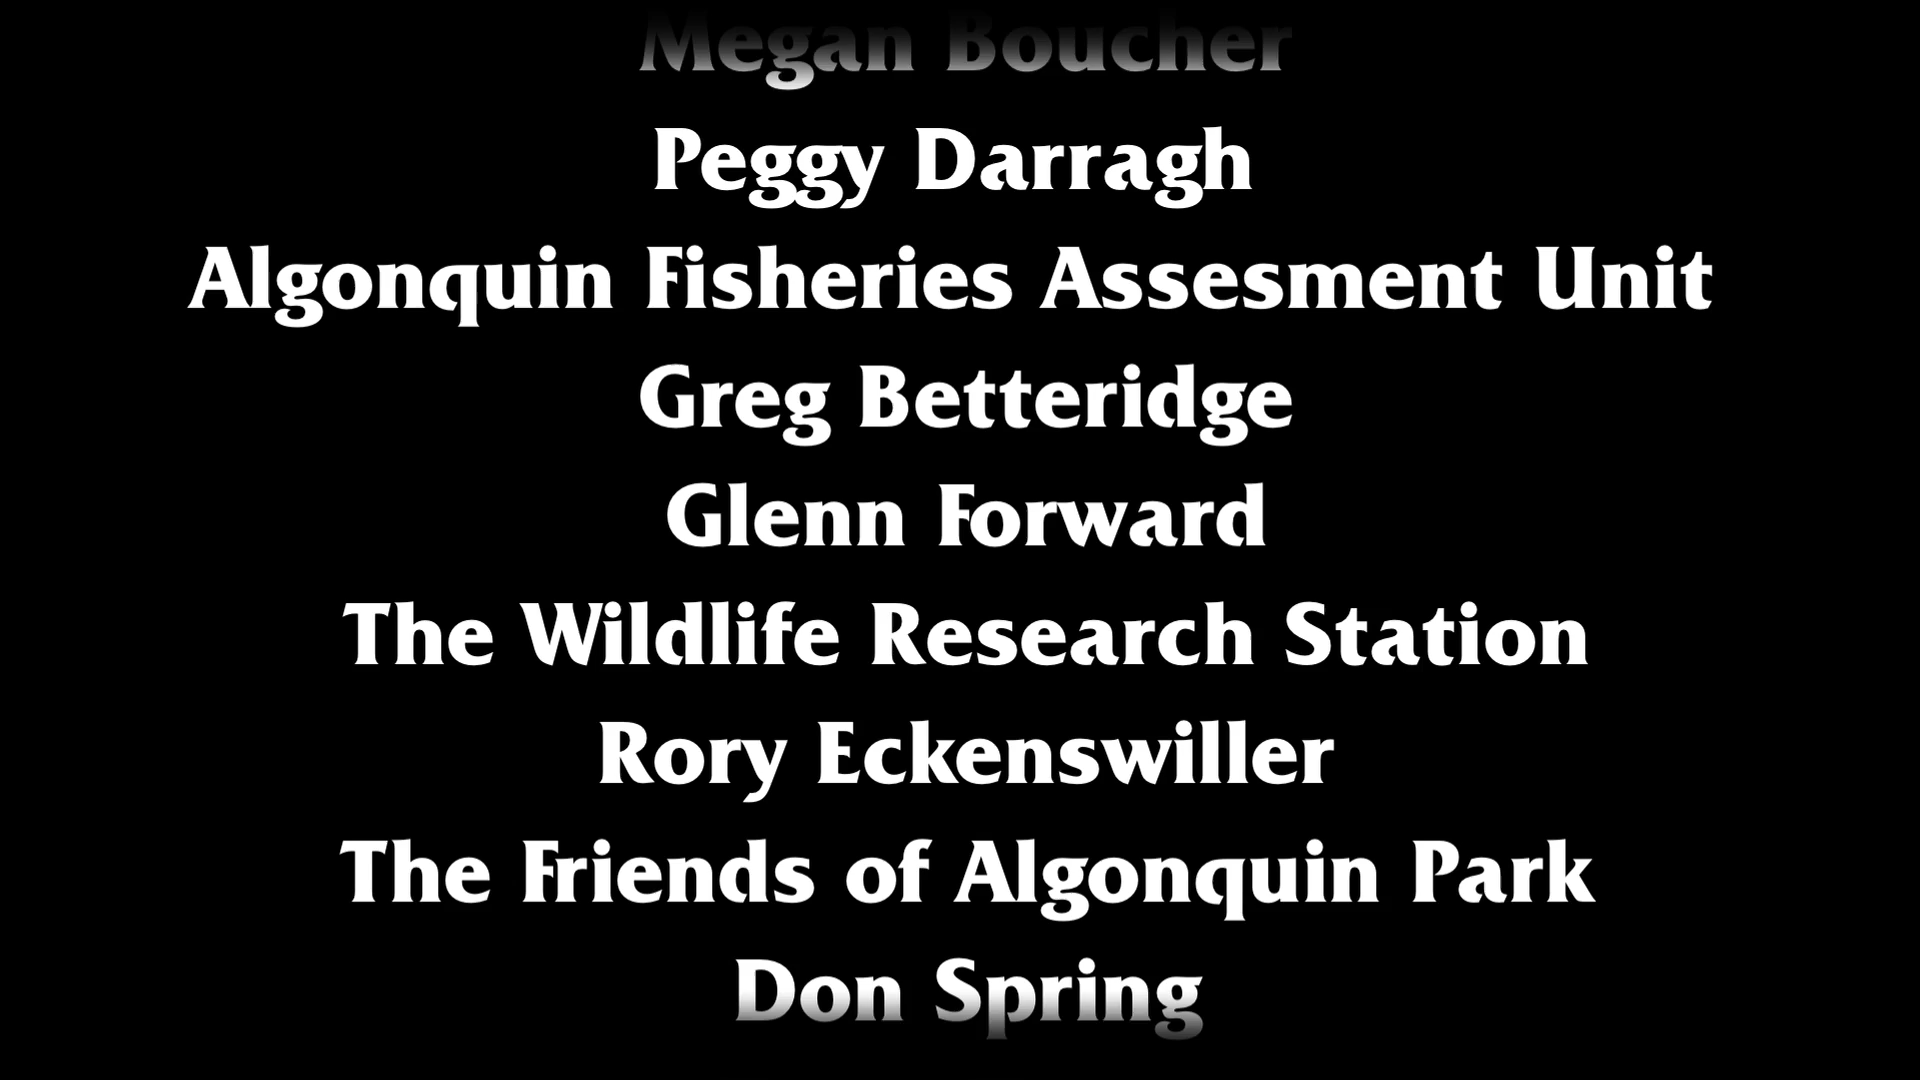 Megan Boucher
Peggy Darragh
Algonquin Fisheries Assesment Unit
Greg Betteridge
Glenn Forward
The Wildlife Research Station
Rory Eckenswiller
The Friends of Algonquin Park
Don Spring